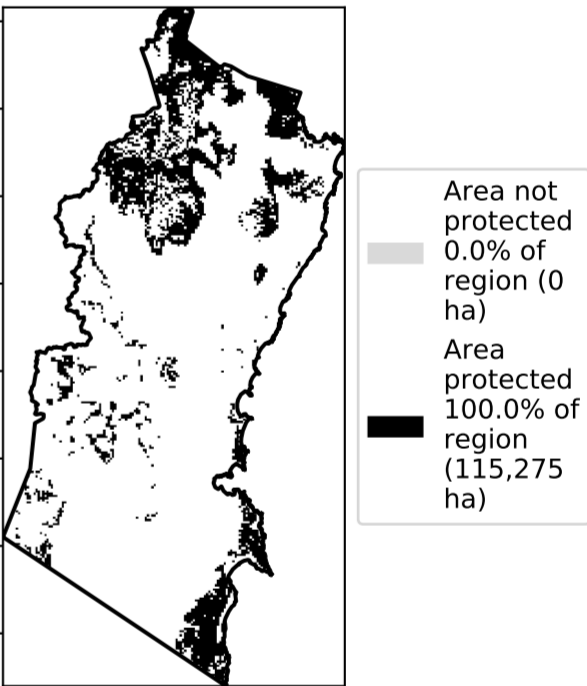 Area not
protected
0.0% of
region (0
ha)
Area
protected
100.0% of
region
(115,275
ha)